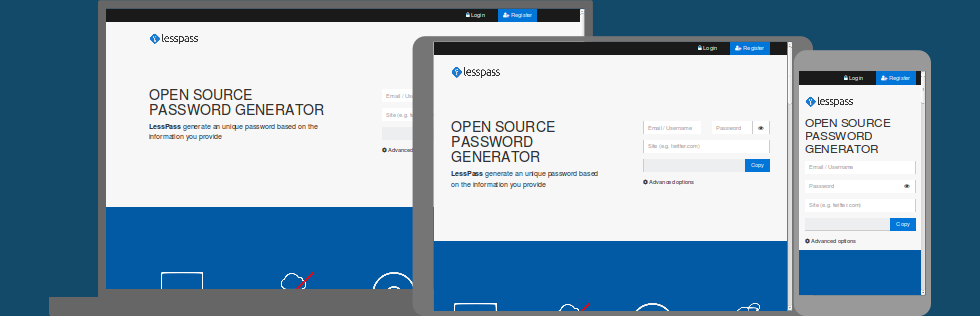 Login
Register
lesspass
OPEN SOURCE
PASSWORD GENERATOR
LessPass generate an unique password based on the
information you provide
Email / Use
Site (e.g. t
Advanced
Login
Register
lesspass
OPEN SOURCE
PASSWORD
GENERATOR
LessPass generate an unique password based
on the information you provide
Email / Username
Password
Site (e.g. twitter.com)
Copy
Advanced options
Login
Register
lesspass
OPEN SOURCE
PASSWORD
GENERATOR
Email / Username
Password
Site (e.g. twitter.com)
Copy
Advanced options